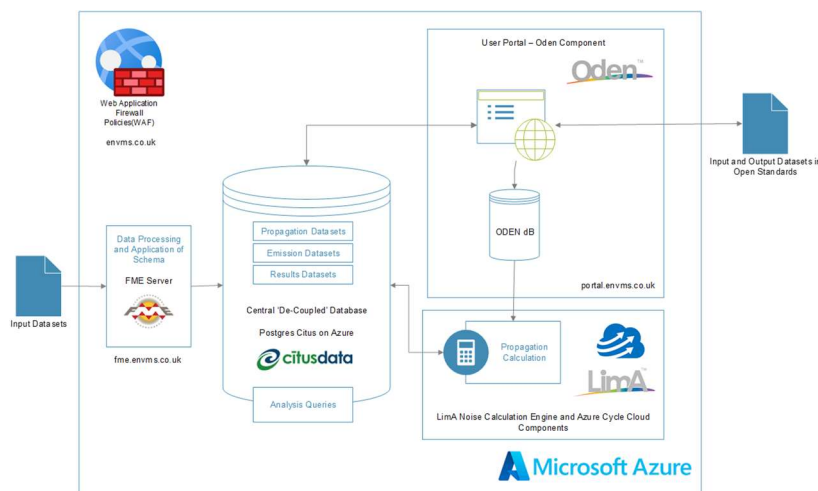 Web Application
Firewall
Policies(WAF)
envms.co.uk
User Portal – Oden Component
Oden™
Input and Output Datasets in
Open Standards
Data Processing
and Application of
Schema
FME Server
FME
fme.envms.co.uk
Input Datasets
Propagation Datasets
Emission Datasets
Results Datasets
Central 'De-Coupled' Database
Postgres Citus on Azure
citusdata
Analysis Queries
ODEN dB
portal.envms.co.uk
Propagation
Calculation
LimA™
LimA Noise Calculation Engine and Azure Cycle Cloud
Components
Microsoft Azure